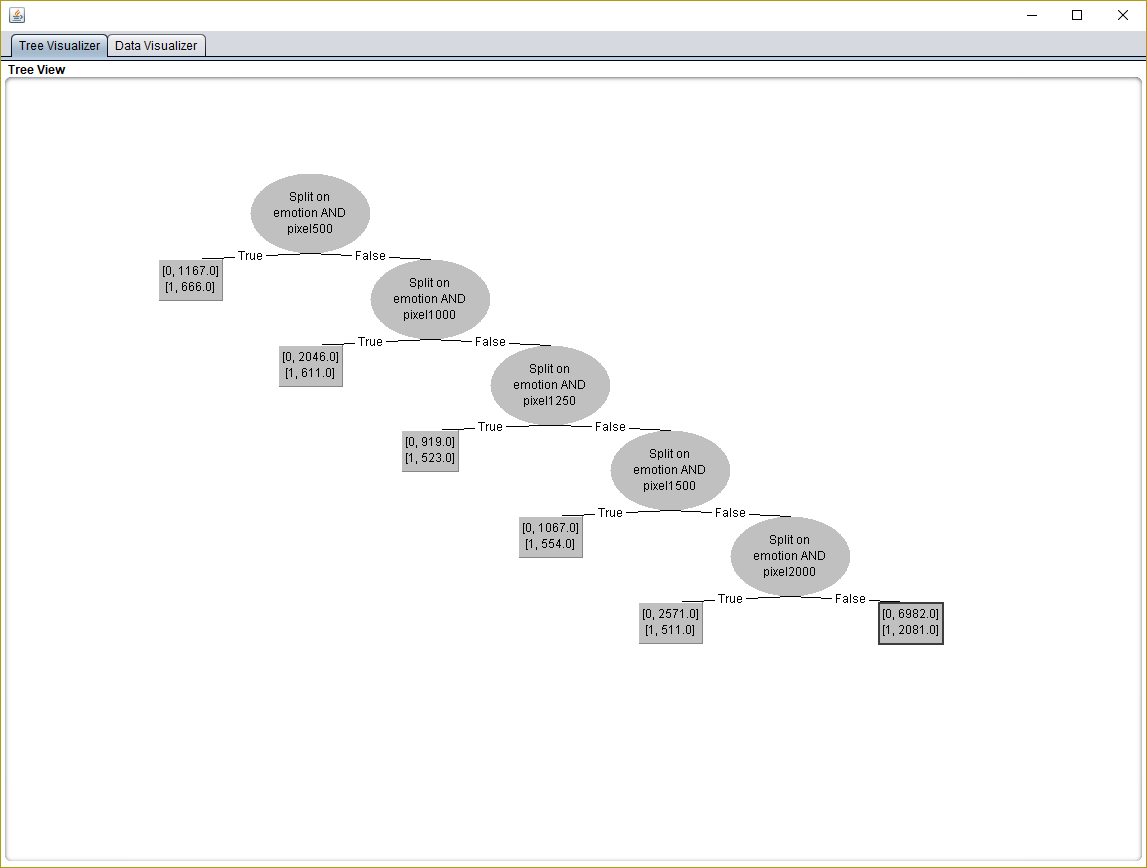 Tree Visualizer Data Visualizer
Tree View
Split on
emotion AND
pixel500
True False
[0, 1167.0]
[1, 666.0]
Split on
emotion AND
pixel1000
True False
[0, 2046.0]
[1, 611.0]
Split on
emotion AND
pixel1250
True False
[0, 919.0]
[1, 523.0]
Split on
emotion AND
pixel1500
True False
[0, 1067.0]
[1, 554.0]
Split on
emotion AND
pixel2000
True False
[0, 2571.0]
[1, 511.0]
[0, 6982.0]
[1, 2081.0]